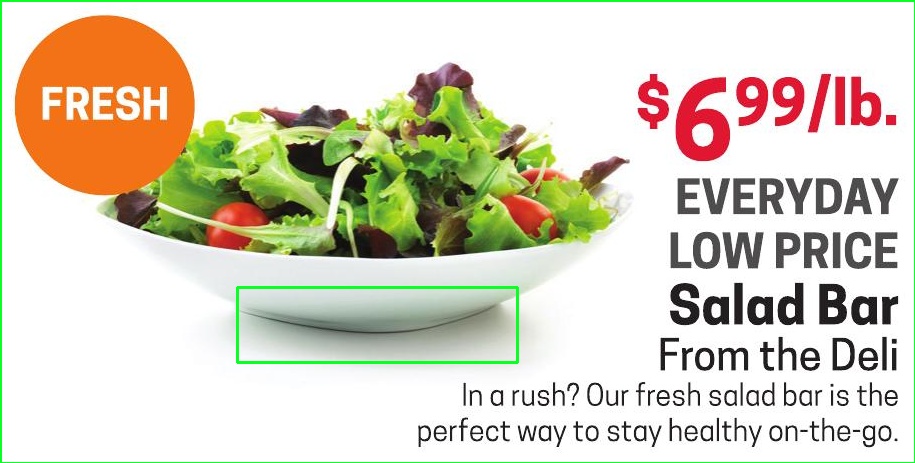 FRESH
$6.99/lb.
EVERYDAY
LOW PRICE
Salad Bar
From the Deli
In a rush? Our fresh salad bar is the
perfect way to stay healthy on-the-go.